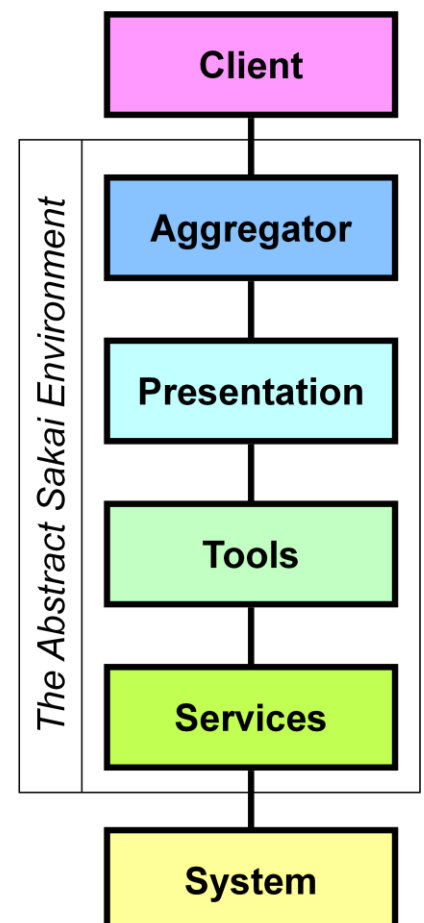 Client
The Abstract Sakai Environment
Aggregator
Presentation
Tools
Services
System